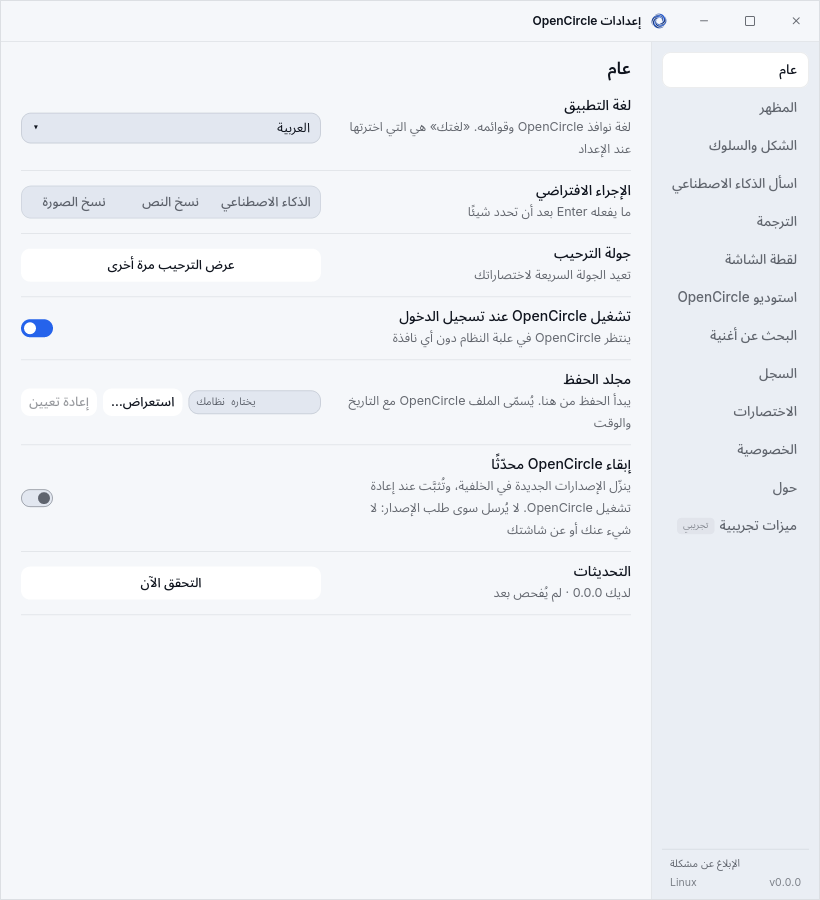 إعدادات OpenCircle
عام
المظهر
الشكل والسلوك
اسأل الذكاء الاصطناعي
الترجمة
لقطة الشاشة
استوديو OpenCircle
البحث عن أغنية
السجل
الاختصارات
الخصوصية
حول
ميزات تجريبية تجريبي
الإبلاغ عن مشكلة
v0.0.0 Linux
عام
لغة التطبيق
لغة نوافذ OpenCircle وقوائمه. «لغتك» هي التي اخترتها
عند الإعداد
العربية
الإجراء الافتراضي
ما يفعله Enter بعد أن تحدد شيئًا
الذكاء الاصطناعي نسخ النص نسخ الصورة
جولة الترحيب
تعيد الجولة السريعة لاختصاراتك
عرض الترحيب مرة أخرى
تشغيل OpenCircle عند تسجيل الدخول
ينتظر OpenCircle في علبة النظام دون أي نافذة
مجلد الحفظ
يبدأ الحفظ من هنا. يُسمّى الملف OpenCircle مع التاريخ
والوقت
يختاره نظامك استعراض... إعادة تعيين
إبقاء OpenCircle محدّثًا
ينزّل الإصدارات الجديدة في الخلفية، وتُثبَّت عند إعادة
تشغيل OpenCircle. لا يُرسل سوى طلب الإصدار: لا
شيء عنك أو عن شاشتك
التحديثات
لديك 0.0.0 · لم يُفحص بعد
التحقق الآن